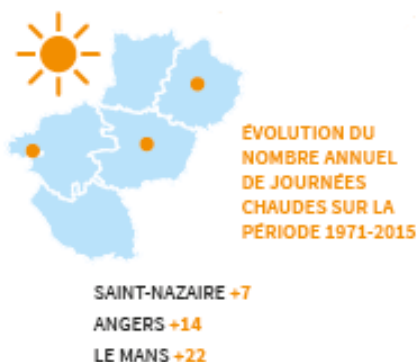 ÉVOLUTION DU
NOMBRE ANNUEL
DE JOURNÉES
CHAUDES SUR LA
PÉRIODE 1971-2015
SAINT-NAZAIRE +7
ANGERS +14
LE MANS +22